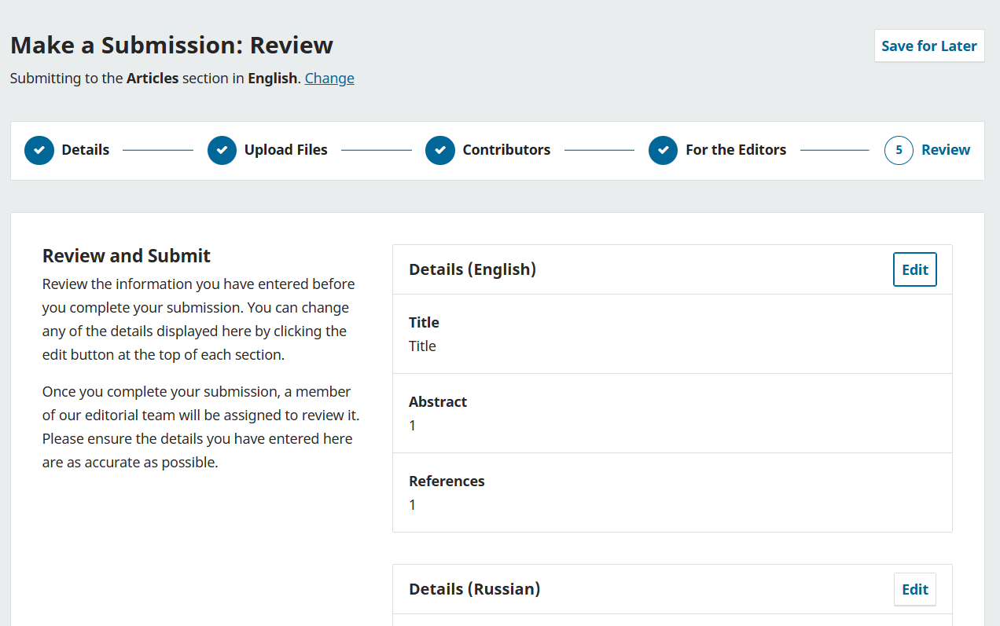 Make a Submission: Review
Save for Later
Submitting to the Articles section in English. Change
Details
Upload Files
Contributors
For the Editors
5 Review
Review and Submit
Review the information you have entered before
you complete your submission. You can change
any of the details displayed here by clicking the
edit button at the top of each section.
Once you complete your submission, a member
of our editorial team will be assigned to review it.
Please ensure the details you have entered here
are as accurate as possible.
Details (English)
Edit
Title
Title
Abstract
1
References
1
Details (Russian)
Edit